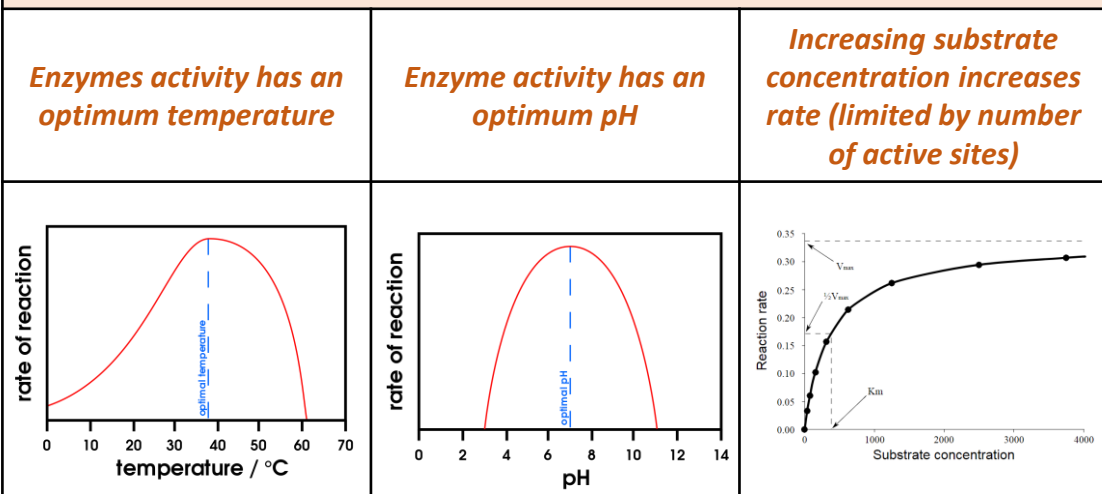 Enzymes activity has an
optimum temperature
Enzyme activity has an
optimum pH
Increasing substrate
concentration increases
rate (limited by number
of active sites)
rate of reaction
optimal temperature
0 10 20 30 40 50 60 70
temperature / °C
rate of reaction
optimal pH
0 2 4 6 8 10 12 14
pH
Reaction rate
0.35
0.30
0.25
0.20
0.15
0.10
0.05
0.00
Vmax
½Vmax
Km
0 1000 2000 3000 4000
Substrate concentration